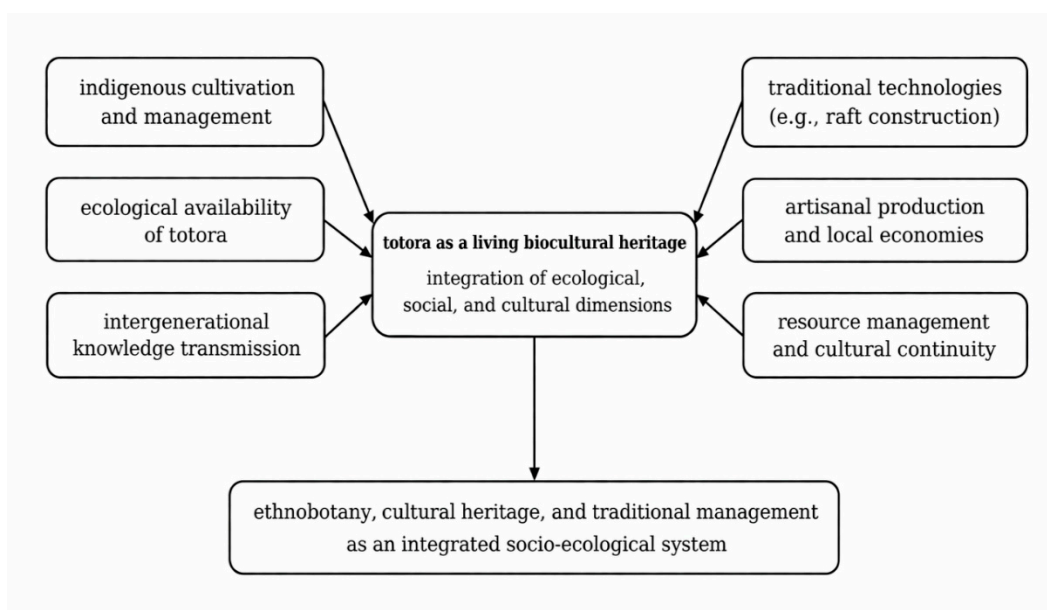 indigenous cultivation
and management
ecological availability
of totora
intergenerational
knowledge transmission
totora as a living biocultural heritage
integration of ecological,
social, and cultural dimensions
traditional technologies
(e.g., raft construction)
artisanal production
and local economies
resource management
and cultural continuity
ethnobotany, cultural heritage, and traditional management
as an integrated socio-ecological system